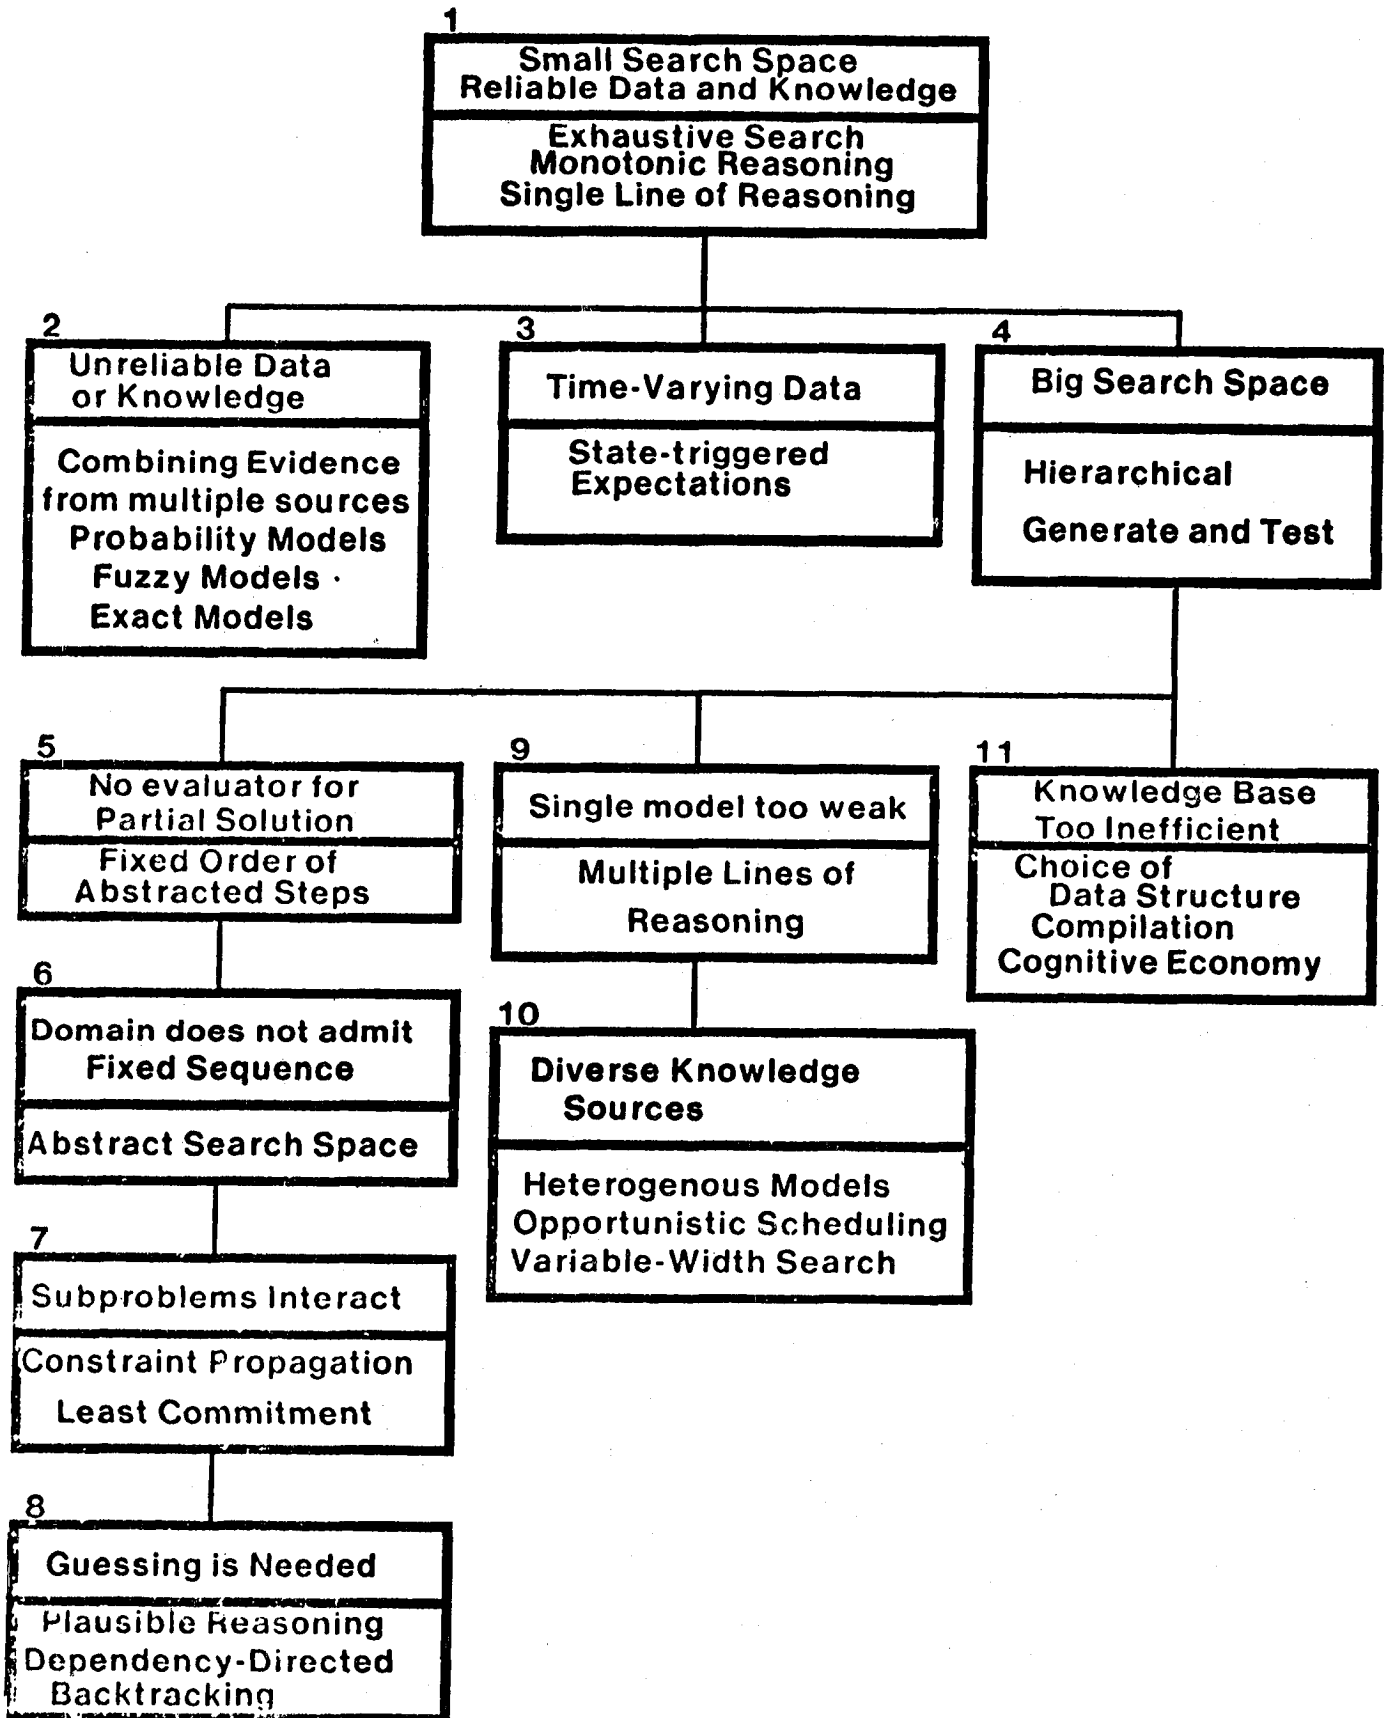 1
Small Search Space
Reliable Data and Knowledge
Exhaustive Search
Monotonic Reasoning
Single Line of Reasoning
2
Unreliable Data
or Knowledge
Combining Evidence
from multiple sources
Probability Models
Fuzzy Models
Exact Models
3
Time-Varying Data
State-triggered
Expectations
4
Big Search Space
Hierarchical
Generate and Test
5
No evaluator for
Partial Solution
Fixed Order of
Abstracted Steps
6
Domain does not admit
Fixed Sequence
Abstract Search Space
7
Subproblems Interact
Constraint Propagation
Least Commitment
8
Guessing is Needed
Plausible Reasoning
Dependency-Directed
Backtracking
9
Single model too weak
Multiple Lines of
Reasoning
10
Diverse Knowledge
Sources
Heterogenous Models
Opportunistic Scheduling
Variable-Width Search
11
Knowledge Base
Too Inefficient
Choice of
Data Structure
Compilation
Cognitive Economy